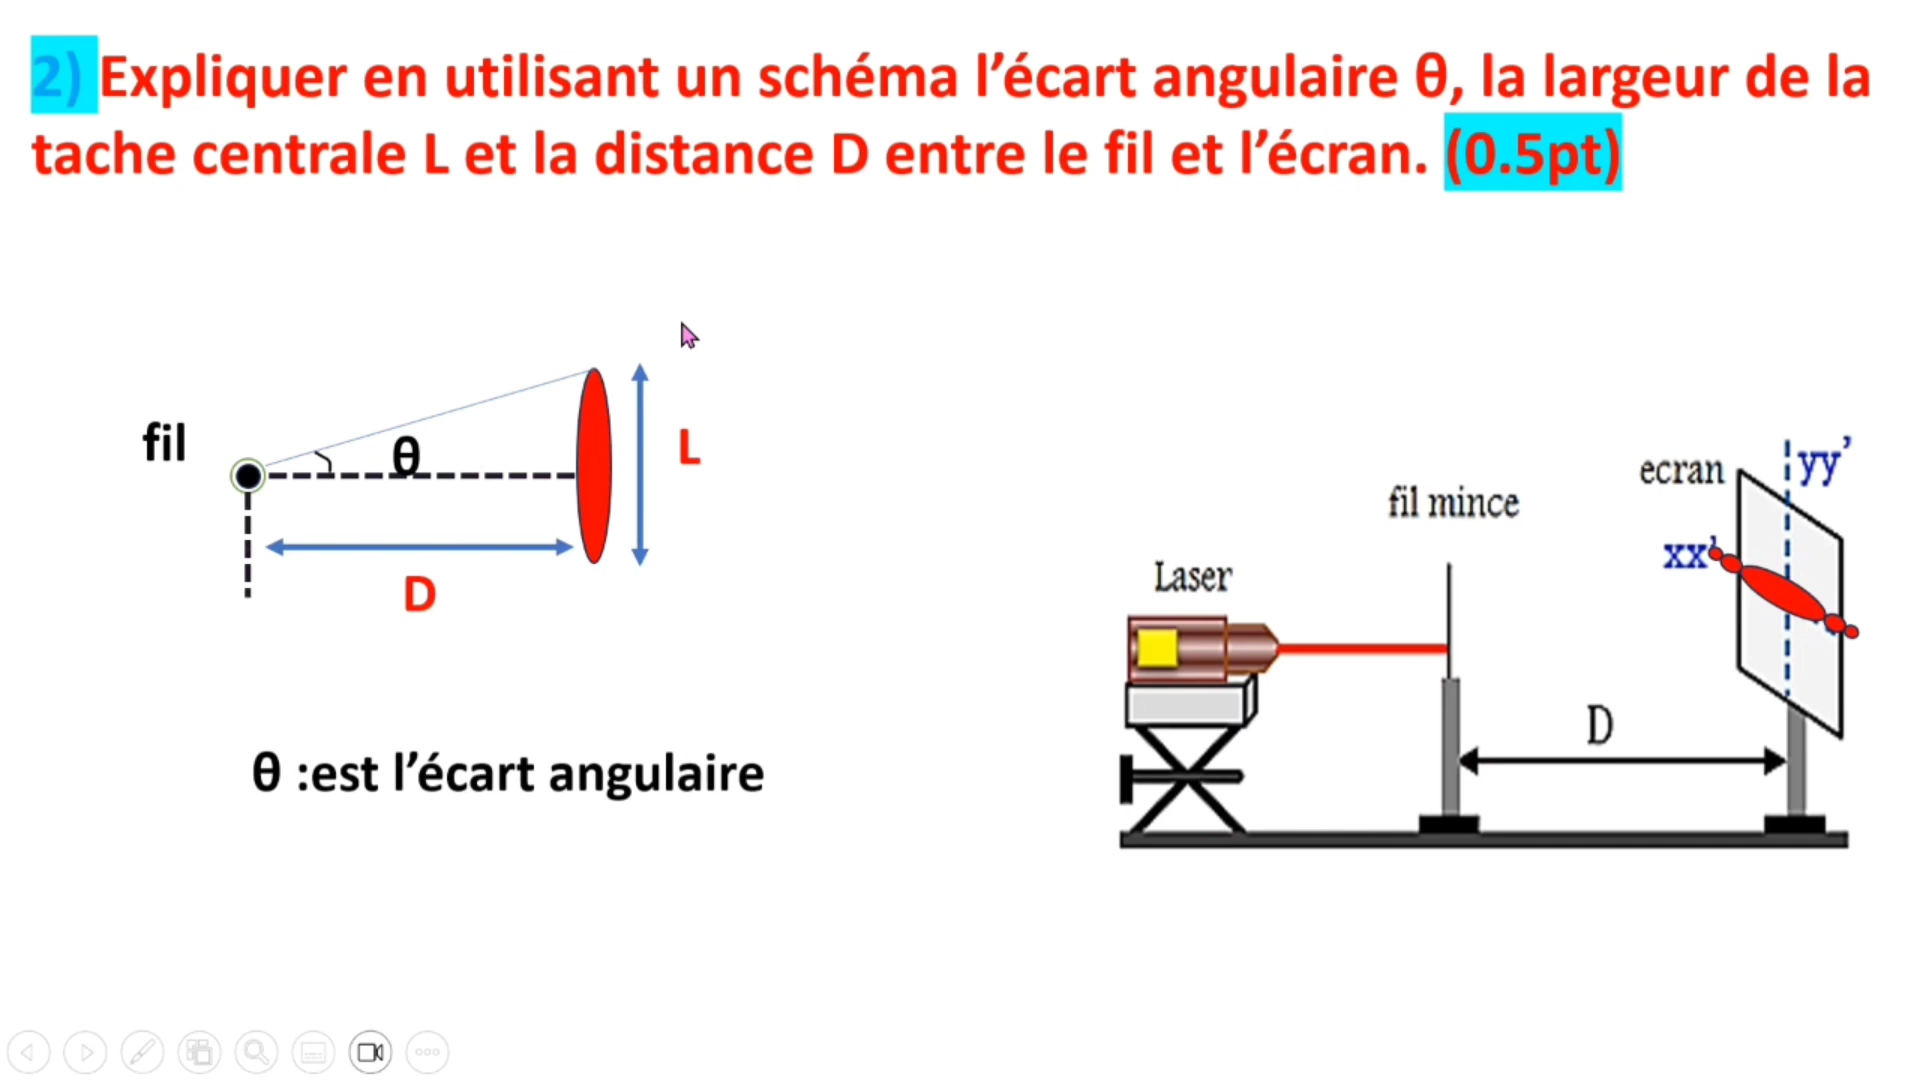 2) Expliquer en utilisant un schéma l’écart angulaire θ, la largeur de la
tache centrale L et la distance D entre le fil et l’écran. (0.5pt)
fil
θ
L
D
θ :est l’écart angulaire
Laser
fil mince
ecran
yy’
xx’
D